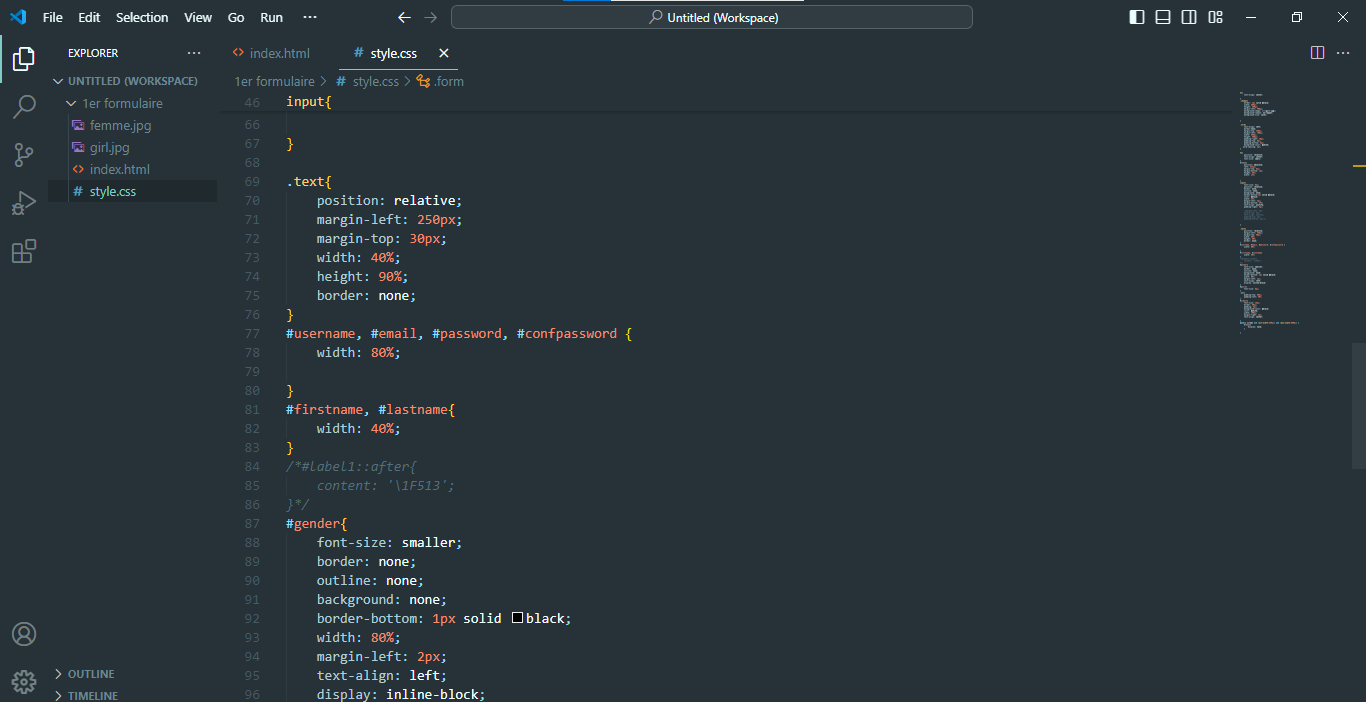 File Edit Selection View Go Run ··· Untitled (Workspace)
EXPLORER ···
index.html # style.css
UNTITLED (WORKSPACE)
1er formulaire
femme.jpg
girl.jpg
index.html
# style.css
OUTLINE
TIMELINE
1er formulaire > # style.css > .form
46 input{
66
67 }
68
69 .text{
70 position: relative;
71 margin-left: 250px;
72 margin-top: 30px;
73 width: 40%;
74 height: 90%;
75 border: none;
76 }
77 #username, #email, #password, #confpassword {
78 width: 80%;
79
80 }
81 #firstname, #lastname{
82 width: 40%;
83 }
84 /*#label1::after{
85 content: '\1F513';
86 }*/
87 #gender{
88 font-size: smaller;
89 border: none;
90 outline: none;
91 background: none;
92 border-bottom: 1px solid black;
93 width: 80%;
94 margin-left: 2px;
95 text-align: left;
96 display: inline-block;